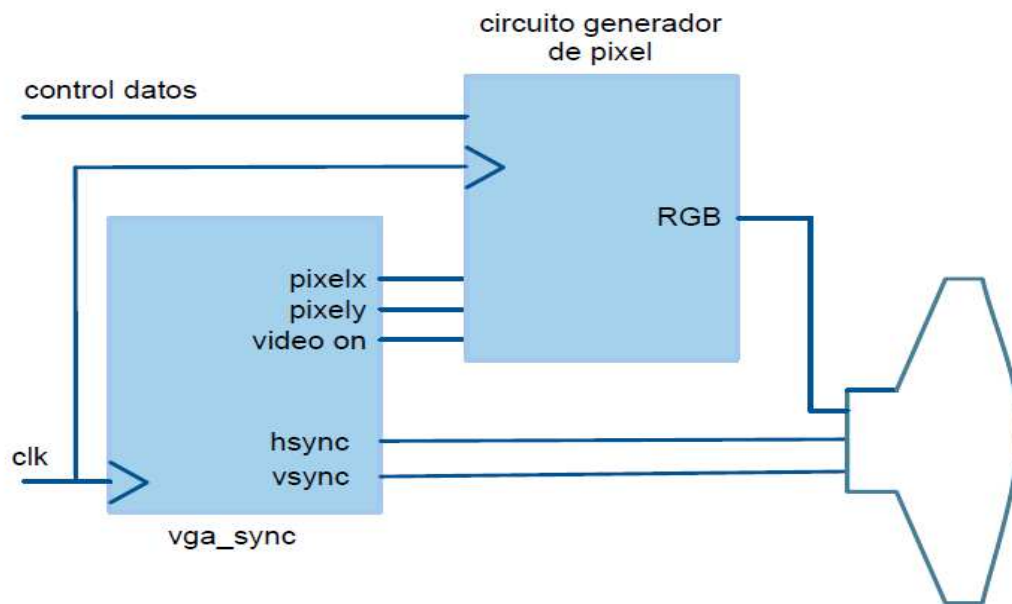 circuito generador
de pixel
control datos
RGB
pixelx
pixely
video on
hsync
clk
vsync
vga_sync